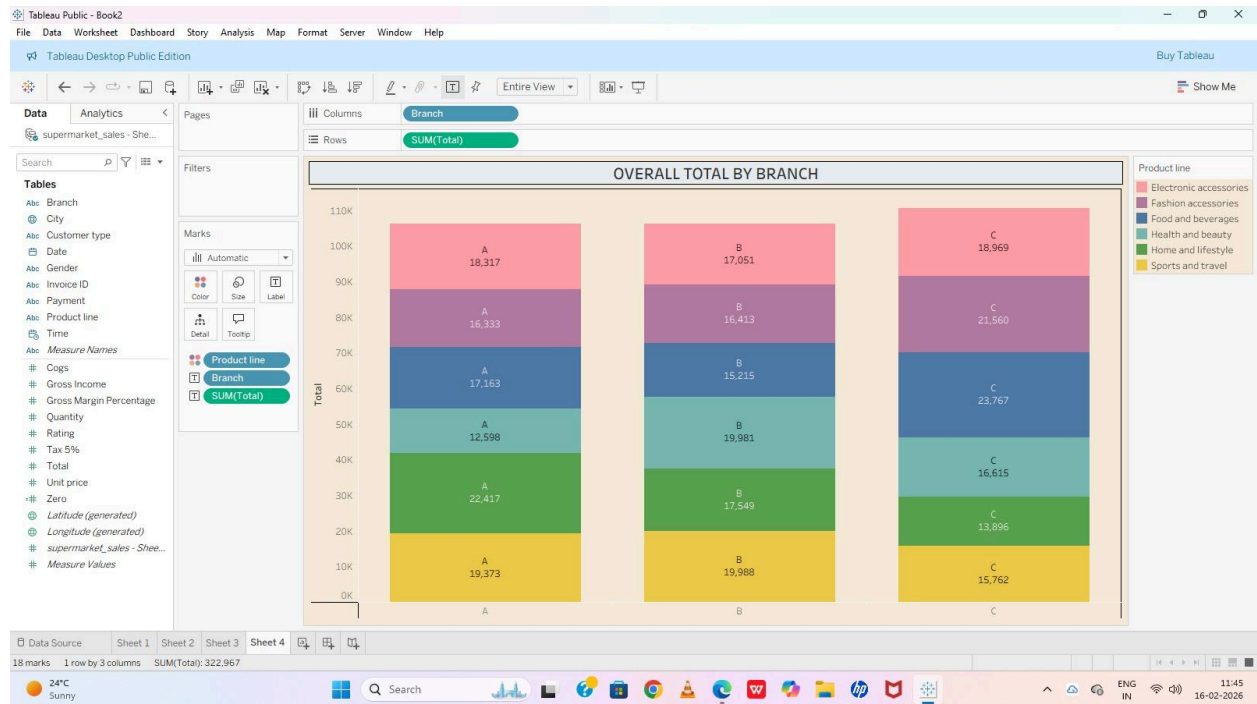 Tableau Public - Book2
File Data Worksheet Dashboard Story Analysis Map Format Server Window Help
Tableau Desktop Public Edition
Buy Tableau
Entire View
Show Me
Data Analytics
supermarket_sales - She...
Search
Tables
Abc Branch
City
Abc Customer type
Date
Abc Gender
Abc Invoice ID
Abc Payment
Abc Product line
Time
Abc Measure Names
# Cogs
# Gross Income
# Gross Margin Percentage
# Quantity
# Rating
# Tax 5%
# Total
# Unit price
=# Zero
Latitude (generated)
Longitude (generated)
# supermarket_sales - Shee...
# Measure Values
Pages
Filters
Marks
Automatic
Color Size Label
Detail Tooltip
Product line
Branch
SUM(Total)
Columns Branch
Rows SUM(Total)
OVERALL TOTAL BY BRANCH
Total
110K
100K
90K
80K
70K
60K
50K
40K
30K
20K
10K
0K
A
18,317
A
16,333
A
17,163
A
12,598
A
22,417
A
19,373
B
17,051
B
16,413
B
15,215
B
19,981
B
17,549
B
19,988
C
18,969
C
21,560
C
23,767
C
16,615
C
13,896
C
15,762
A B C
Product line
Electronic accessories
Fashion accessories
Food and beverages
Health and beauty
Home and lifestyle
Sports and travel
Data Source Sheet 1 Sheet 2 Sheet 3 Sheet 4
18 marks 1 row by 3 columns SUM(Total): 322,967
24°C
Sunny
Search
ENG
IN
11:45
16-02-2026